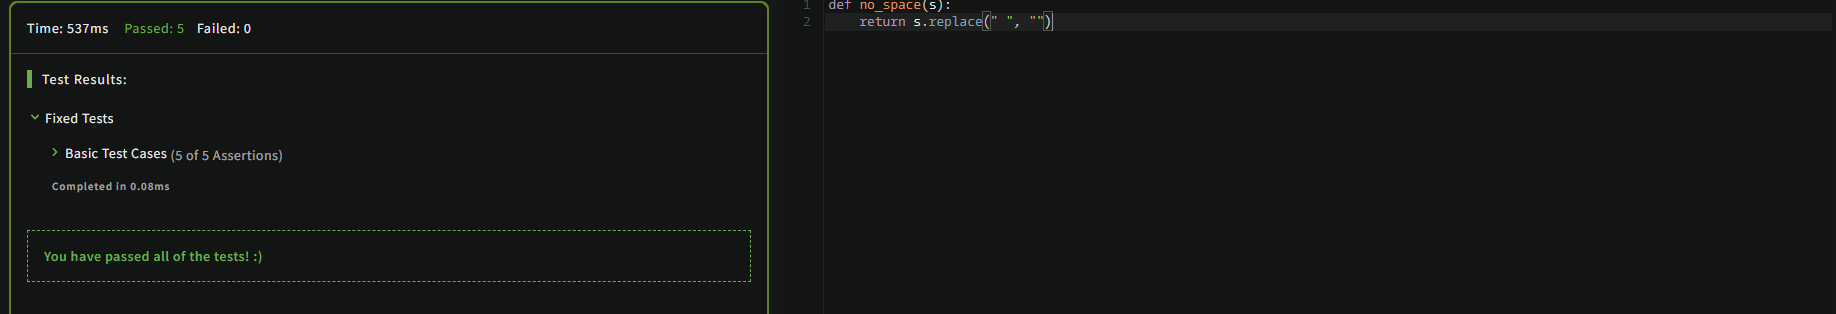 Time: 537ms Passed: 5 Failed: 0
Test Results:
Fixed Tests
Basic Test Cases (5 of 5 Assertions)
Completed in 0.08ms
You have passed all of the tests! :)
1 def no_space(s):
2     return s.replace(" ", "")